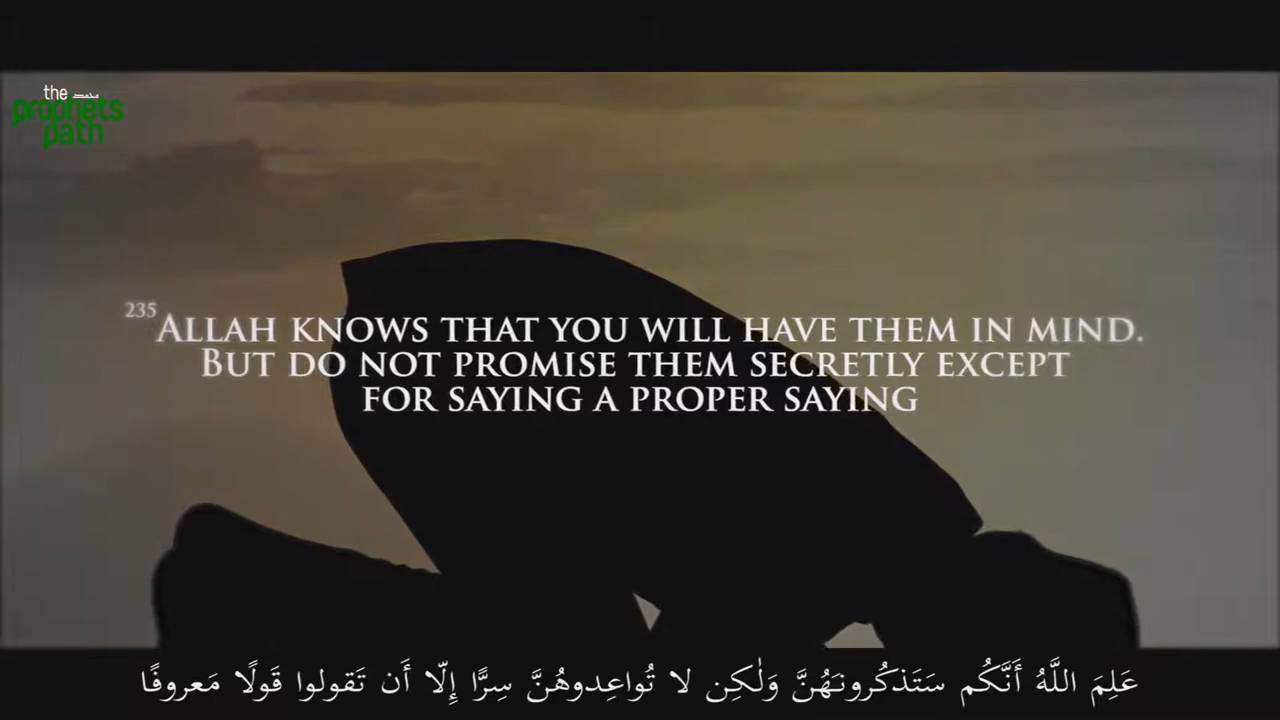 the
prophets
path
235 ALLAH KNOWS THAT YOU WILL HAVE THEM IN MIND.
BUT DO NOT PROMISE THEM SECRETLY EXCEPT
FOR SAYING A PROPER SAYING
عَلِمَ اللَّهُ أَنَّكُم سَتَذكُرونَهُنَّ وَلٰكِن لا تُواعِدوهُنَّ سِرًّا إِلّا أَن تَقولوا قَولًا مَعروفًا